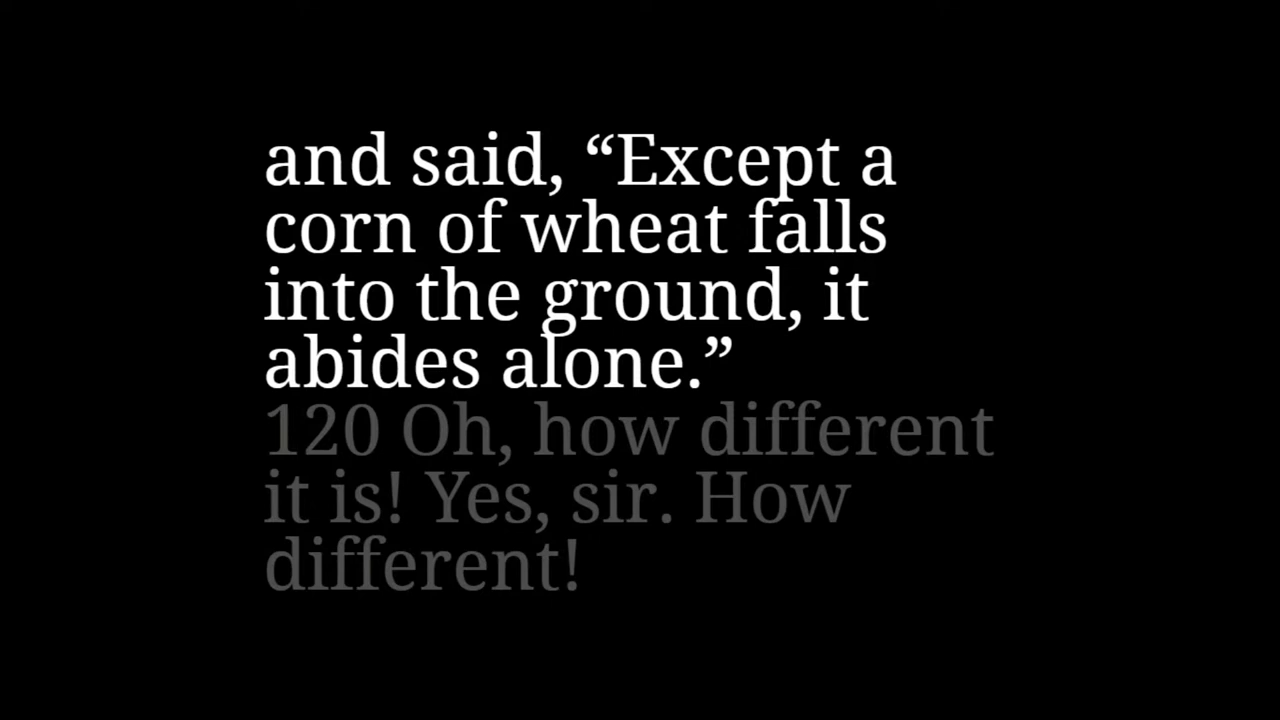 and said, “Except a
corn of wheat falls
into the ground, it
abides alone.”
120 Oh, how different
it is! Yes, sir. How
different!